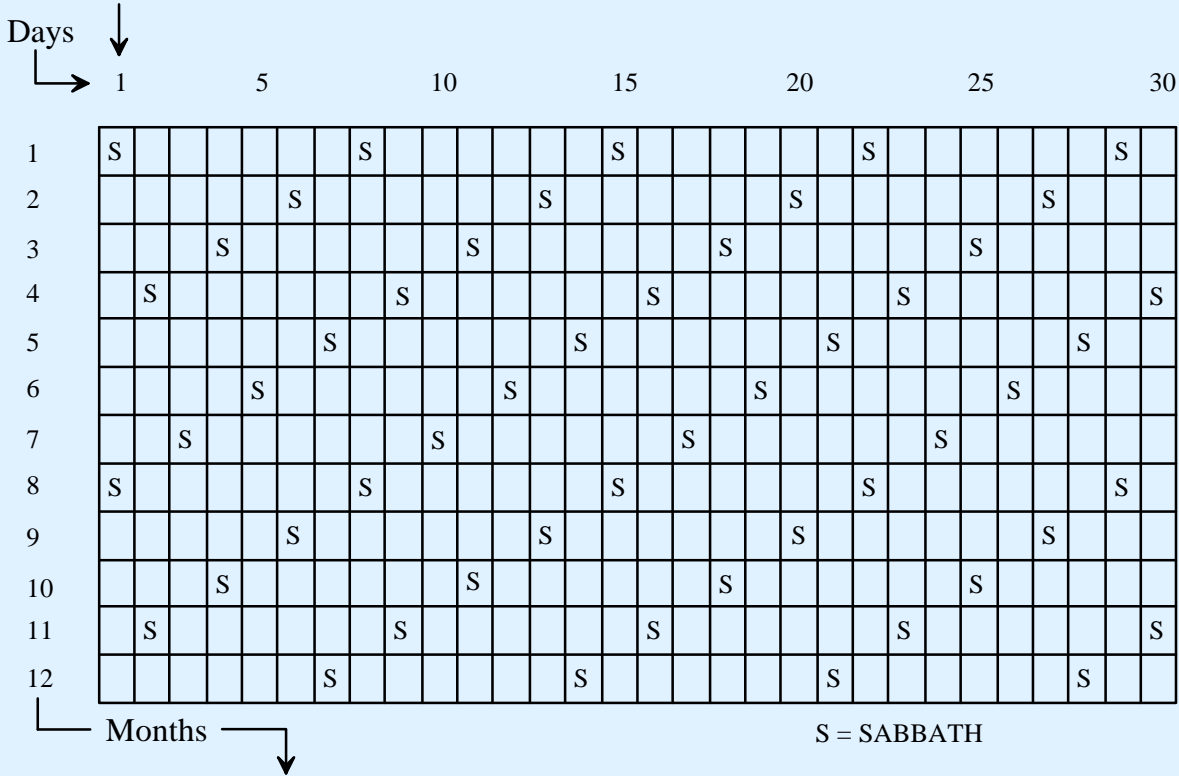 Days
1 5 10 15 20 25 30
1 S S S S S
2 S S S S
3 S S S S
4 S S S S S
5 S S S S
6 S S S S
7 S S S S
8 S S S S S
9 S S S S
10 S S S S
11 S S S S S
12 S S S S
Months
S = SABBATH